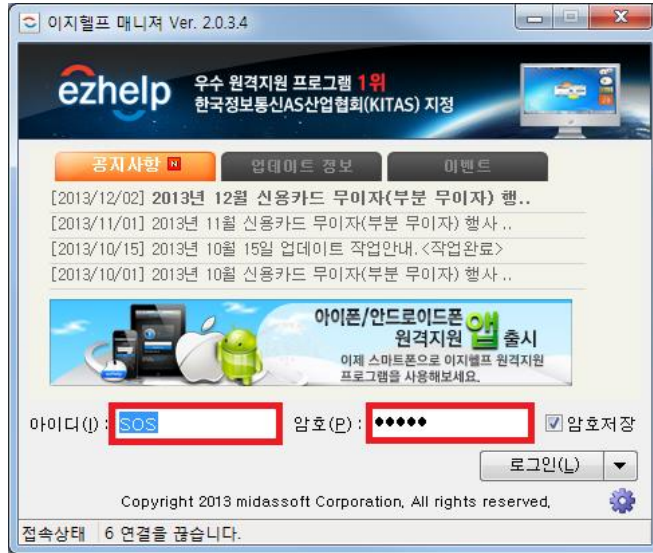 이지헬프 매니져 Ver. 2.0.3.4
ezhelp
우수 원격지원 프로그램 1위
한국정보통신AS산업협회(KITAS) 지정
공지사항 N 업데이트 정보 이벤트
[2013/12/02] 2013년 12월 신용카드 무이자(부분 무이자) 행..
[2013/11/01] 2013년 11월 신용카드 무이자(부분 무이자) 행사 ..
[2013/10/15] 2013년 10월 15일 업데이트 작업안내.<작업완료>
[2013/10/01] 2013년 10월 신용카드 무이자(부분 무이자) 행사 ..
아이폰/안드로이드폰
원격지원 앱 출시
이제 스마트폰으로 이지헬프 원격지원
프로그램을 사용해보세요.
아이디(I) : SOS 암호(P) : ●●●●● 암호저장
로그인(L)
Copyright 2013 midassoft Corporation, All rights reserved,
접속상태 6 연결을 끊습니다.